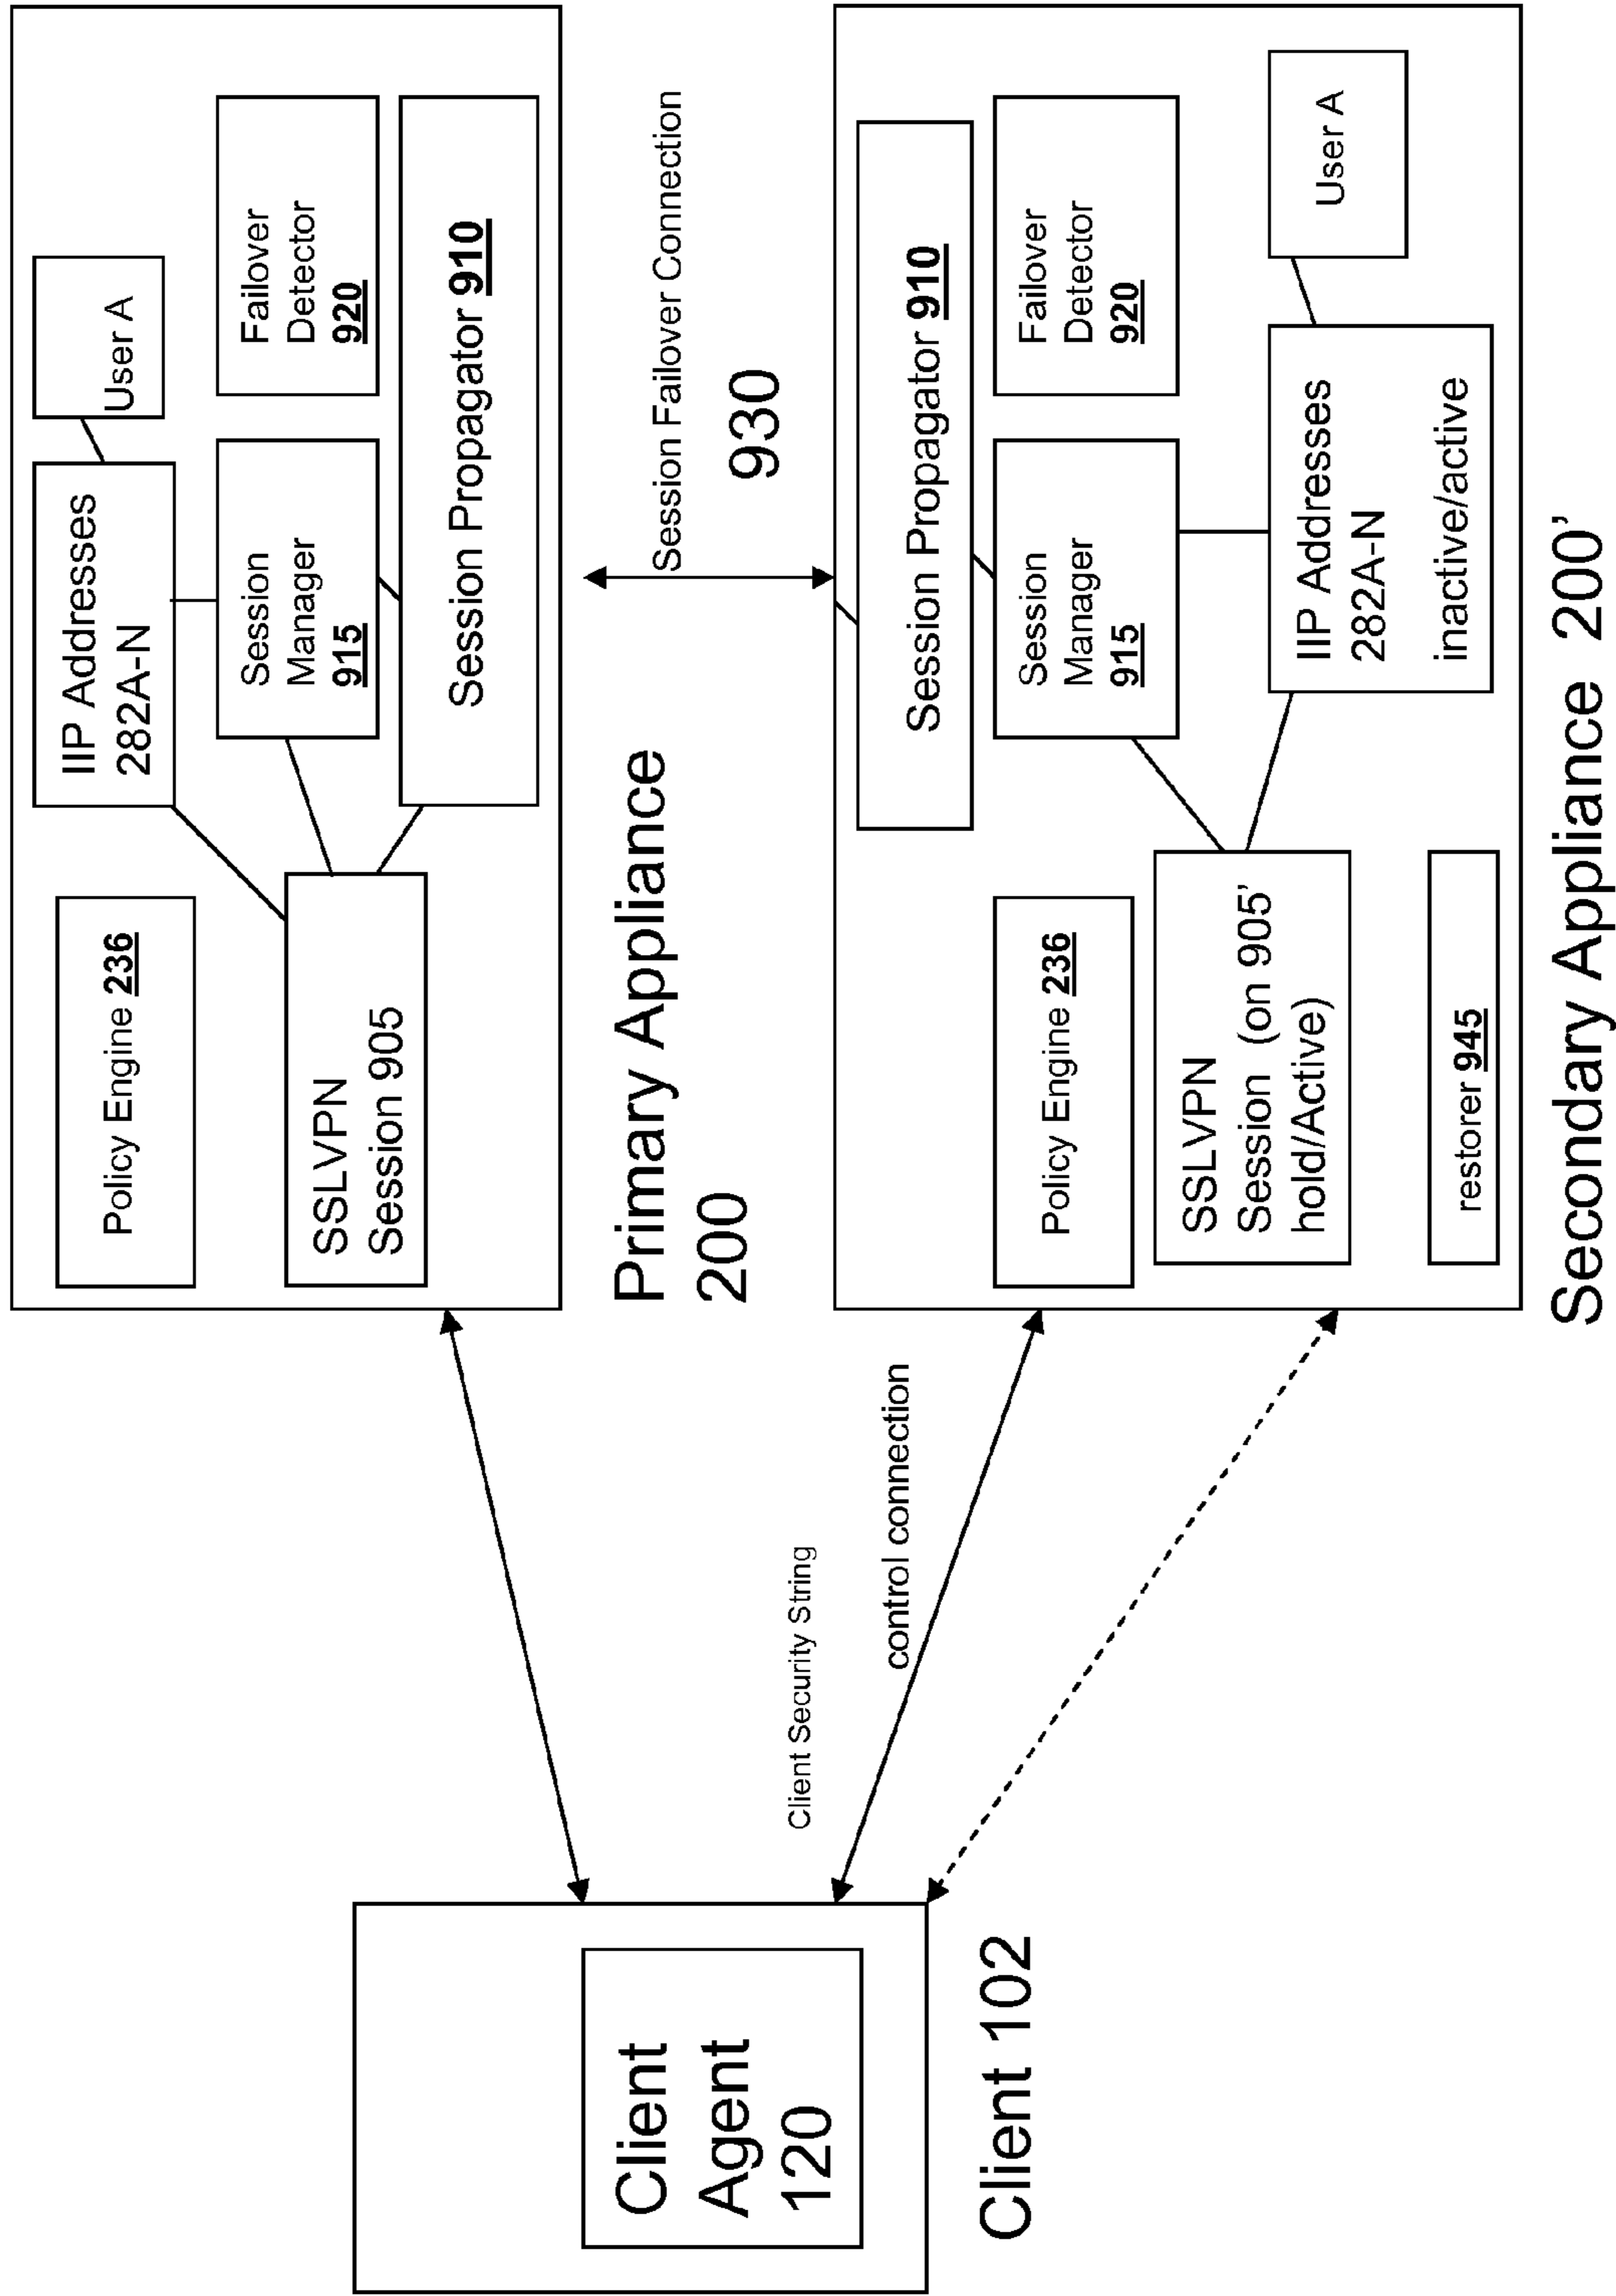 Policy Engine 236
IIP Addresses
282A-N
User A
SSLVPN
Session 905
Session
Manager
915
Failover
Detector
920
Session Propagator 910
Primary Appliance
200
Session Failover Connection
930
Client
Agent
120
Client 102
Client Security String
control connection
Session Propagator 910
Policy Engine 236
Session
Manager
915
Failover
Detector
920
SSLVPN
Session (on 905’
hold/Active)
IIP Addresses
282A-N
inactive/active
User A
restorer 945
Secondary Appliance 200’